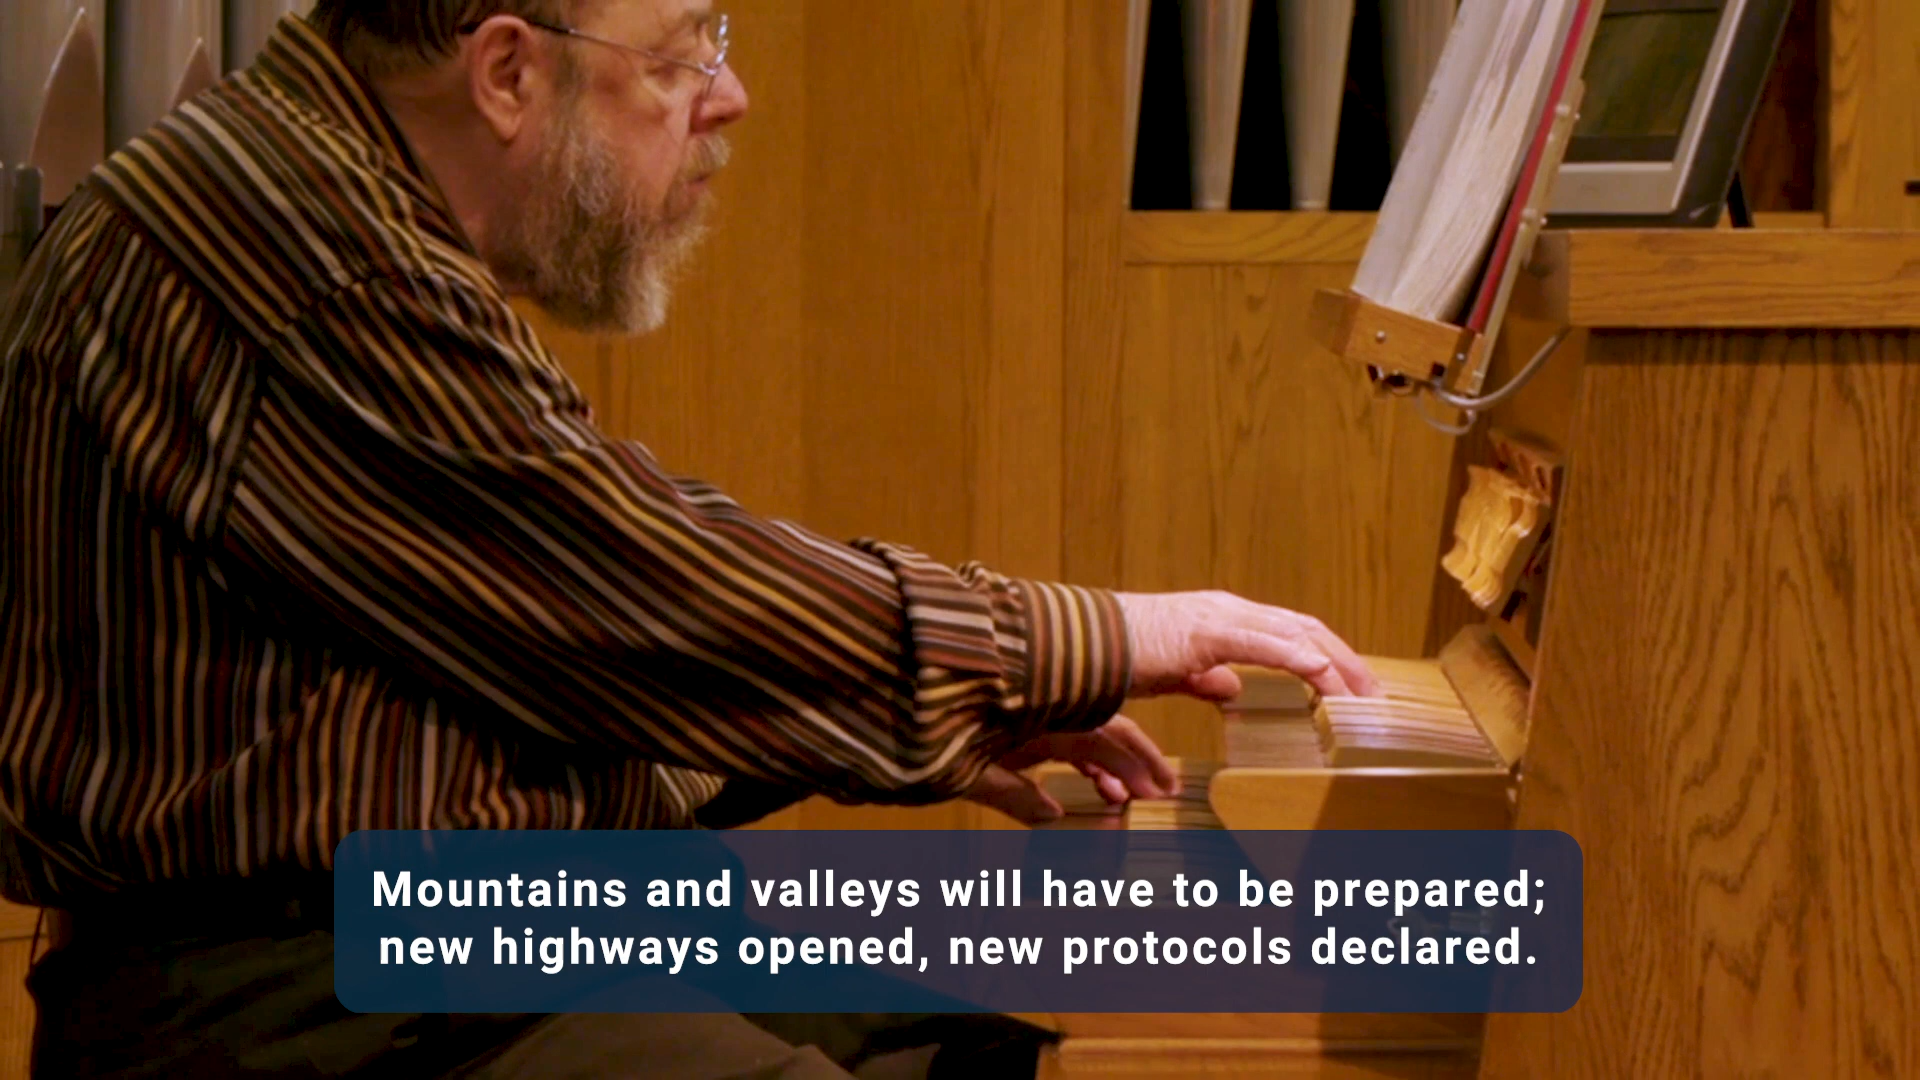 Mountains and valleys will have to be prepared;
new highways opened, new protocols declared.